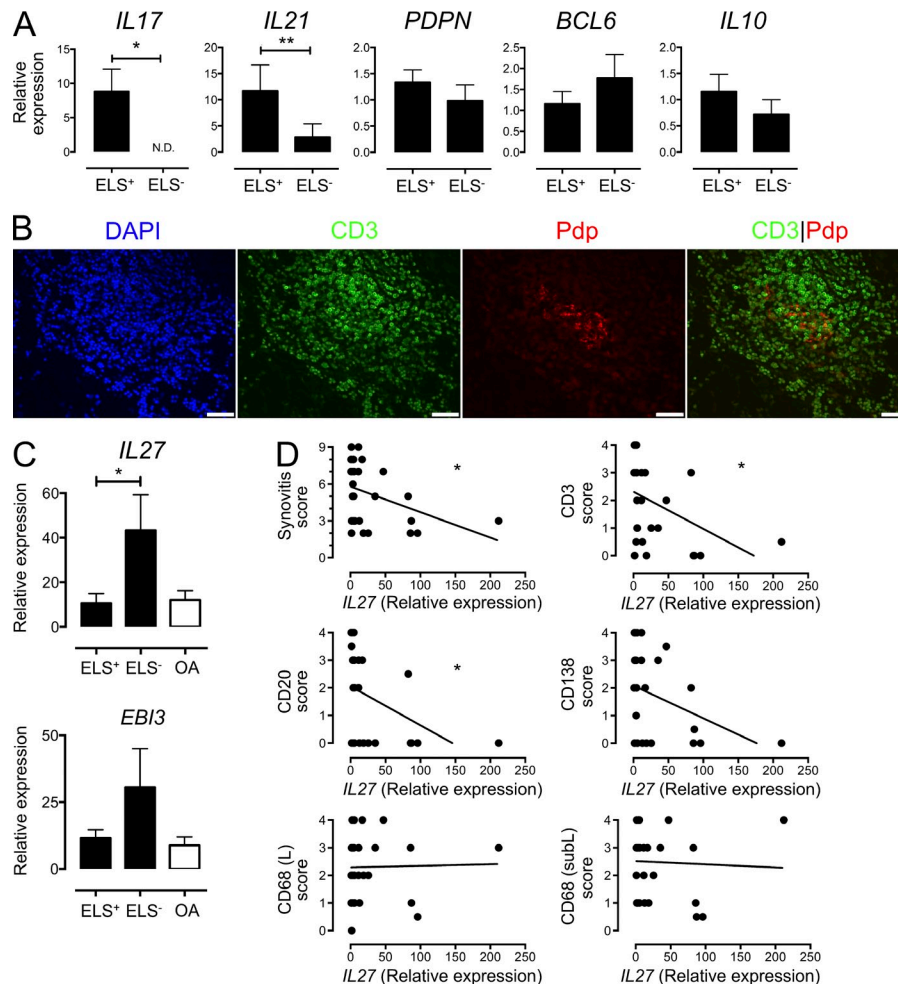 A
IL17 IL21 PDPN BCL6 IL10
Relative expression
15 10 5 0
* N.D.
ELS⁺ ELS⁻
20 15 10 5 0
**
ELS⁺ ELS⁻
2.0 1.5 1.0 0.5 0.0
ELS⁺ ELS⁻
2.5 2.0 1.5 1.0 0.5 0.0
ELS⁺ ELS⁻
2.0 1.5 1.0 0.5 0.0
ELS⁺ ELS⁻
B
DAPI CD3 Pdp CD3|Pdp
C
IL27
Relative expression
60 40 20 0
*
ELS⁺ ELS⁻ OA
EBI3
Relative expression
50 25 0
ELS⁺ ELS⁻ OA
D
Synovitis score
9 6 3 0
*
0 50 100 150 200 250
IL27 (Relative expression)
CD3 score
4 3 2 1 0
*
0 50 100 150 200 250
IL27 (Relative expression)
CD20 score
4 3 2 1 0
*
0 50 100 150 200 250
IL27 (Relative expression)
CD138 score
4 3 2 1 0
0 50 100 150 200 250
IL27 (Relative expression)
CD68 (L) score
4 3 2 1 0
0 50 100 150 200 250
IL27 (Relative expression)
CD68 (subL) score
4 3 2 1 0
0 50 100 150 200 250
IL27 (Relative expression)